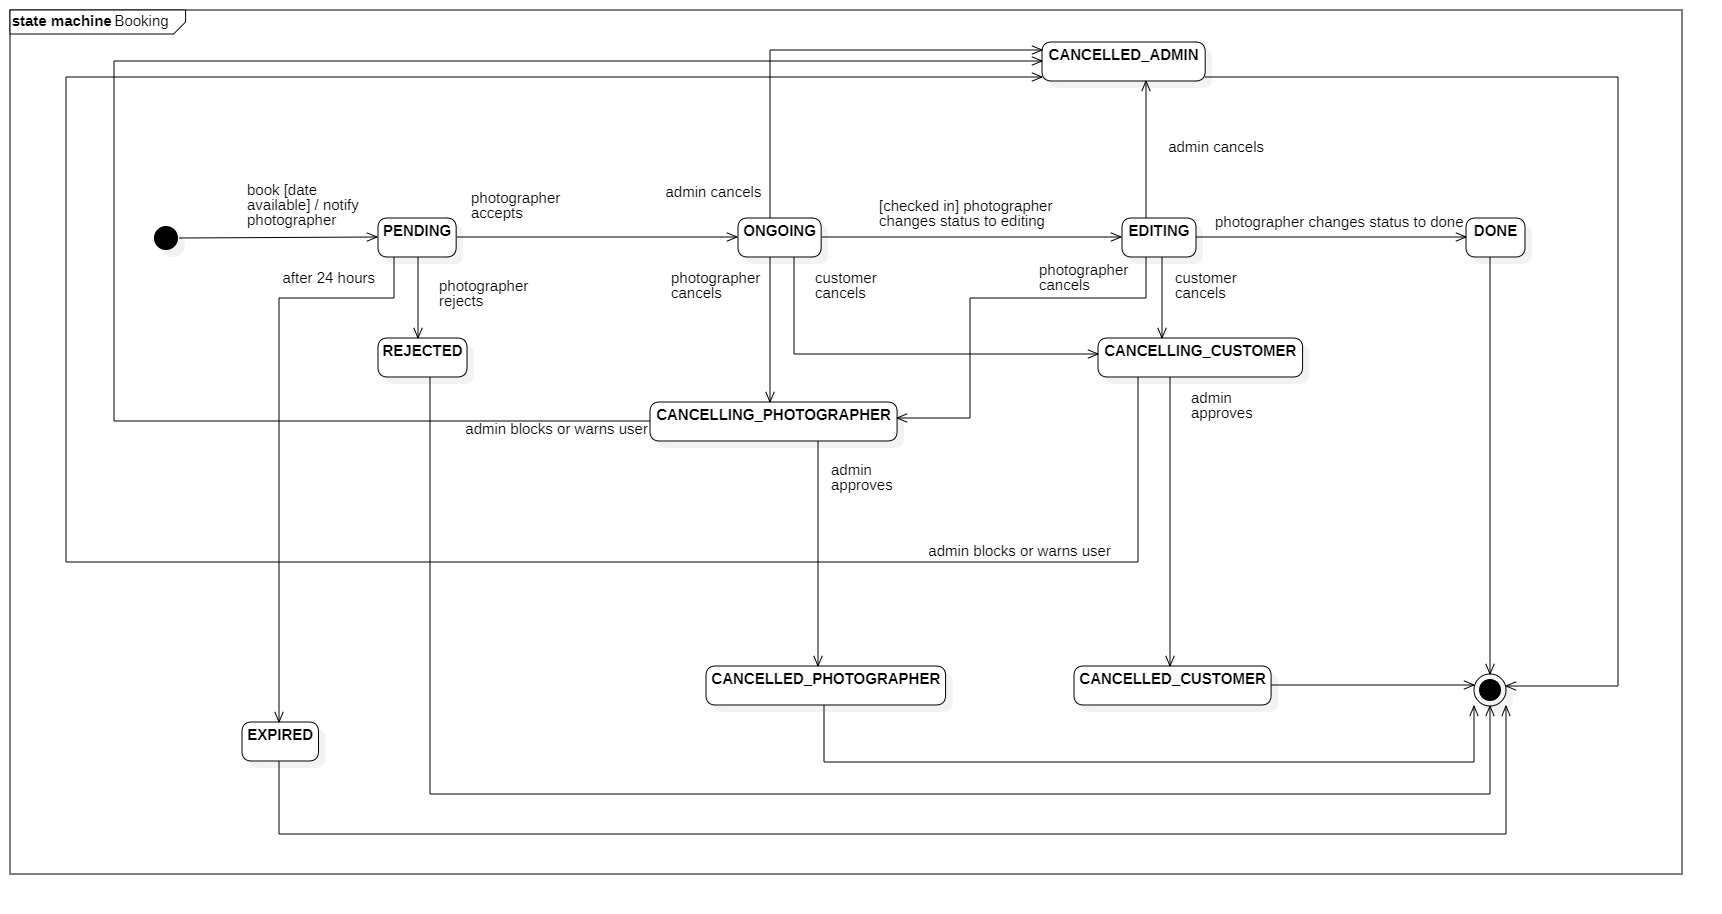 state machine Booking
CANCELLED_ADMIN
admin cancels
book [date
available] / notify
photographer
photographer
accepts
admin cancels
[checked in] photographer
changes status to editing
photographer changes status to done
PENDING
ONGOING
EDITING
DONE
after 24 hours
photographer
rejects
photographer
cancels
customer
cancels
photographer
cancels
customer
cancels
REJECTED
CANCELLING_CUSTOMER
admin
approves
CANCELLING_PHOTOGRAPHER
admin blocks or warns user
admin
approves
admin blocks or warns user
CANCELLED_PHOTOGRAPHER
CANCELLED_CUSTOMER
EXPIRED